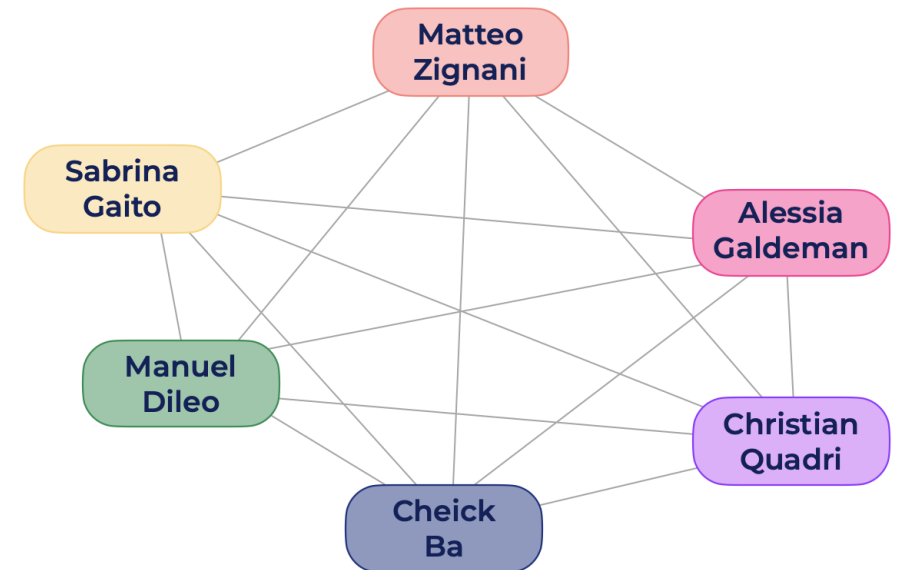 Matteo
Zignani
Sabrina
Gaito
Alessia
Galdeman
Manuel
Dileo
Christian
Quadri
Cheick
Ba